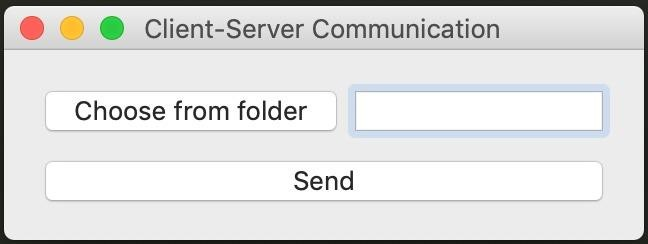 Client-Server Communication
Choose from folder
Send